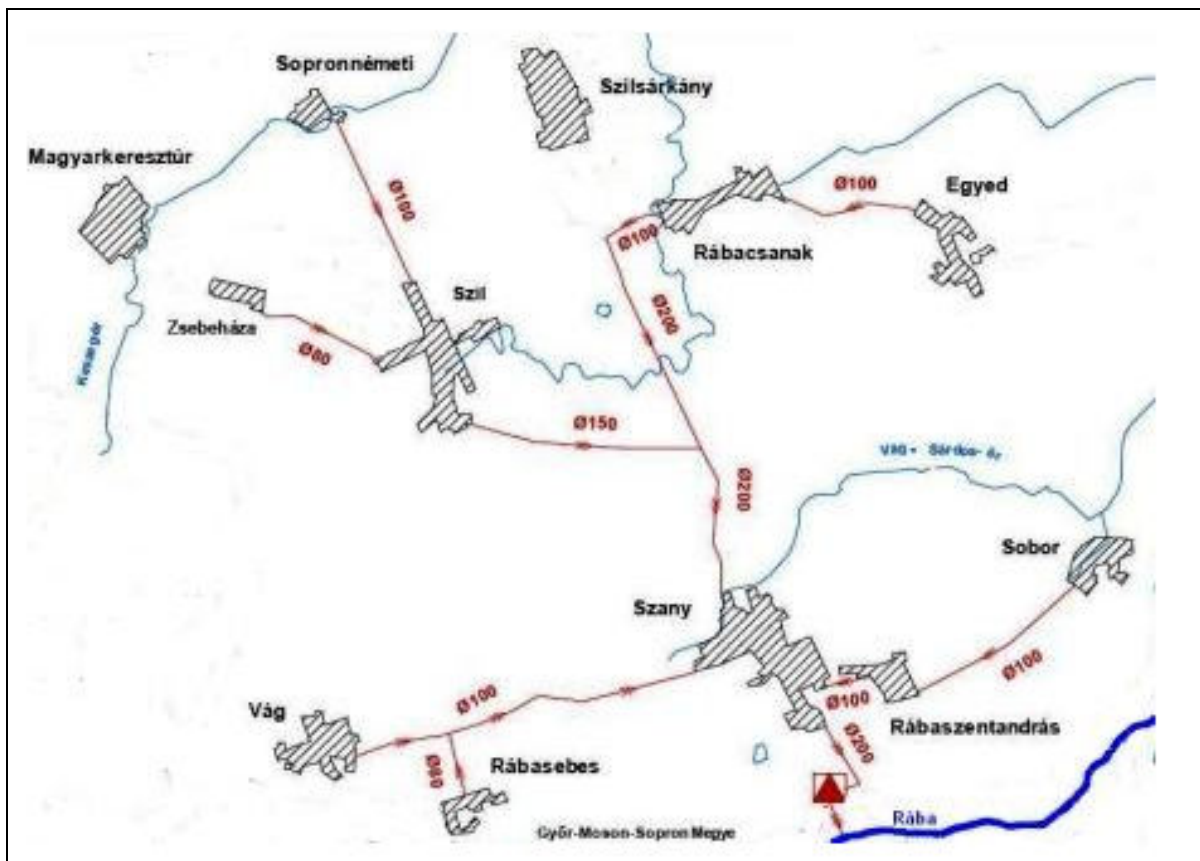 Sopronnémeti
Szilsárkány
Magyarkeresztúr
Ø100
Ø100
Egyed
Ø100
Rábacsanak
Szil
Zsebeháza
Ø200
Ø80
Ø150
Ø200
Sobor
Szany
Ø100
Ø100
Ø100
Vág
Ø200
Rábaszentandrás
Rábasebes
Rába
Győr-Moson-Sopron Megye